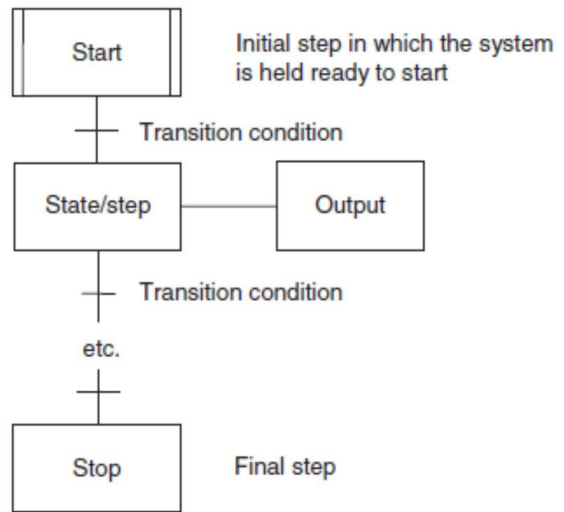 Start
Initial step in which the system
is held ready to start
Transition condition
State/step
Output
Transition condition
etc.
Stop
Final step